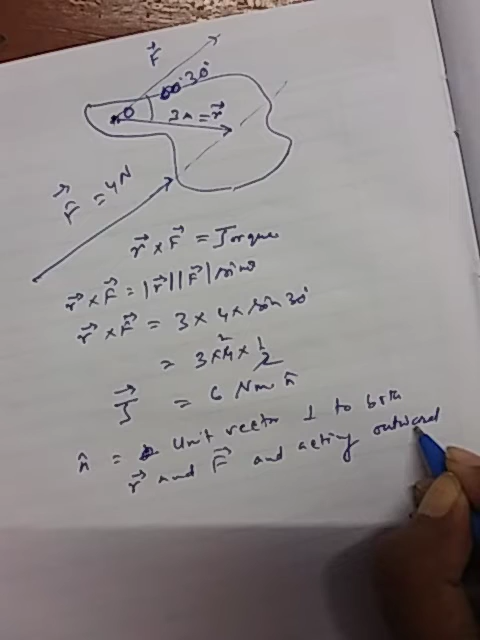 F⃗
30°
O
3m = r⃗
F⃗ = 4N
r⃗ × F⃗ = Torque
r⃗ × F⃗ = |r⃗||F⃗| sin
r⃗ × F⃗ = 3 × 4 × sin 30°
= 3 × 4 × 1/2
= 6 Nm n̂
n̂ = Unit vector ⊥ to both
r⃗ and F⃗ and acting outward